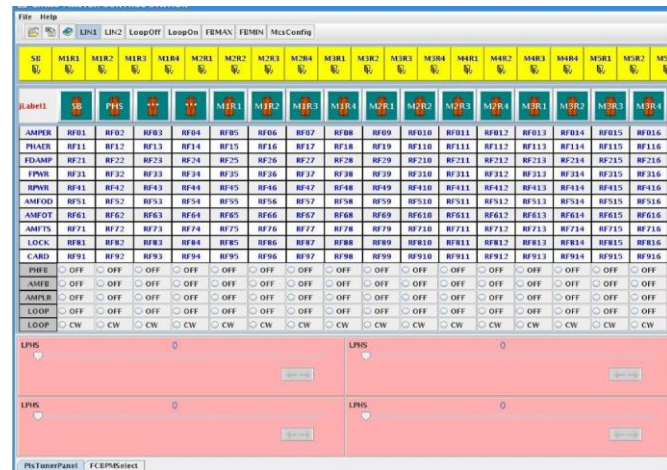 File Help
LIN1 LIN2 LoopOff LoopOn FBMAX FBMIN McsConfig
SB M1R1 M1R2 M1R3 M1R4 M2R1 M2R2 M2R3 M2R4 M3R1 M3R2 M3R3 M3R4 M4R1 M4R2 M4R3 M4R4 M5R1 M5R2
jLabel1 SB PHS *** *** M1R1 M1R2 M1R3 M1R4 M2R1 M2R2 M2R3 M2R4 M3R1 M3R2 M3R3 M3R4
AMPER RF01 RF02 RF03 RF04 RF05 RF06 RF07 RF08 RF09 RF010 RF011 RF012 RF013 RF014 RF015 RF016
PHAER RF11 RF12 RF13 RF14 RF15 RF16 RF17 RF18 RF19 RF110 RF111 RF112 RF113 RF114 RF115 RF116
FDAMP RF21 RF22 RF23 RF24 RF25 RF26 RF27 RF28 RF29 RF210 RF211 RF212 RF213 RF214 RF215 RF216
FPWR RF31 RF32 RF33 RF34 RF35 RF36 RF37 RF38 RF39 RF310 RF311 RF312 RF313 RF314 RF315 RF316
RPWR RF41 RF42 RF43 RF44 RF45 RF46 RF47 RF48 RF49 RF410 RF411 RF412 RF413 RF414 RF415 RF416
AMFOD RF51 RF52 RF53 RF54 RF55 RF56 RF57 RF58 RF59 RF510 RF511 RF512 RF513 RF514 RF515 RF516
AMFOT RF61 RF62 RF63 RF64 RF65 RF66 RF67 RF68 RF69 RF610 RF611 RF612 RF613 RF614 RF615 RF616
AMFTS RF71 RF72 RF73 RF74 RF75 RF76 RF77 RF78 RF79 RF710 RF711 RF712 RF713 RF714 RF715 RF716
LOCK RF81 RF82 RF83 RF84 RF85 RF86 RF87 RF88 RF89 RF810 RF811 RF812 RF813 RF814 RF815 RF816
CARD RF91 RF92 RF93 RF94 RF95 RF96 RF97 RF98 RF99 RF910 RF911 RF912 RF913 RF914 RF915 RF916
PHFB OFF OFF OFF OFF OFF OFF OFF OFF OFF OFF OFF OFF OFF OFF OFF OFF
AMFB OFF OFF OFF OFF OFF OFF OFF OFF OFF OFF OFF OFF OFF OFF OFF OFF
AMPLR OFF OFF OFF OFF OFF OFF OFF OFF OFF OFF OFF OFF OFF OFF OFF OFF
LOOP OFF OFF OFF OFF OFF OFF OFF OFF OFF OFF OFF OFF OFF OFF OFF OFF
LOOP CW CW CW CW CW CW CW CW CW CW CW CW CW CW CW CW
LPHS 0 LPHS 0
LPHS 0 LPHS 0
PhsTunerPanel FCBPMSelect